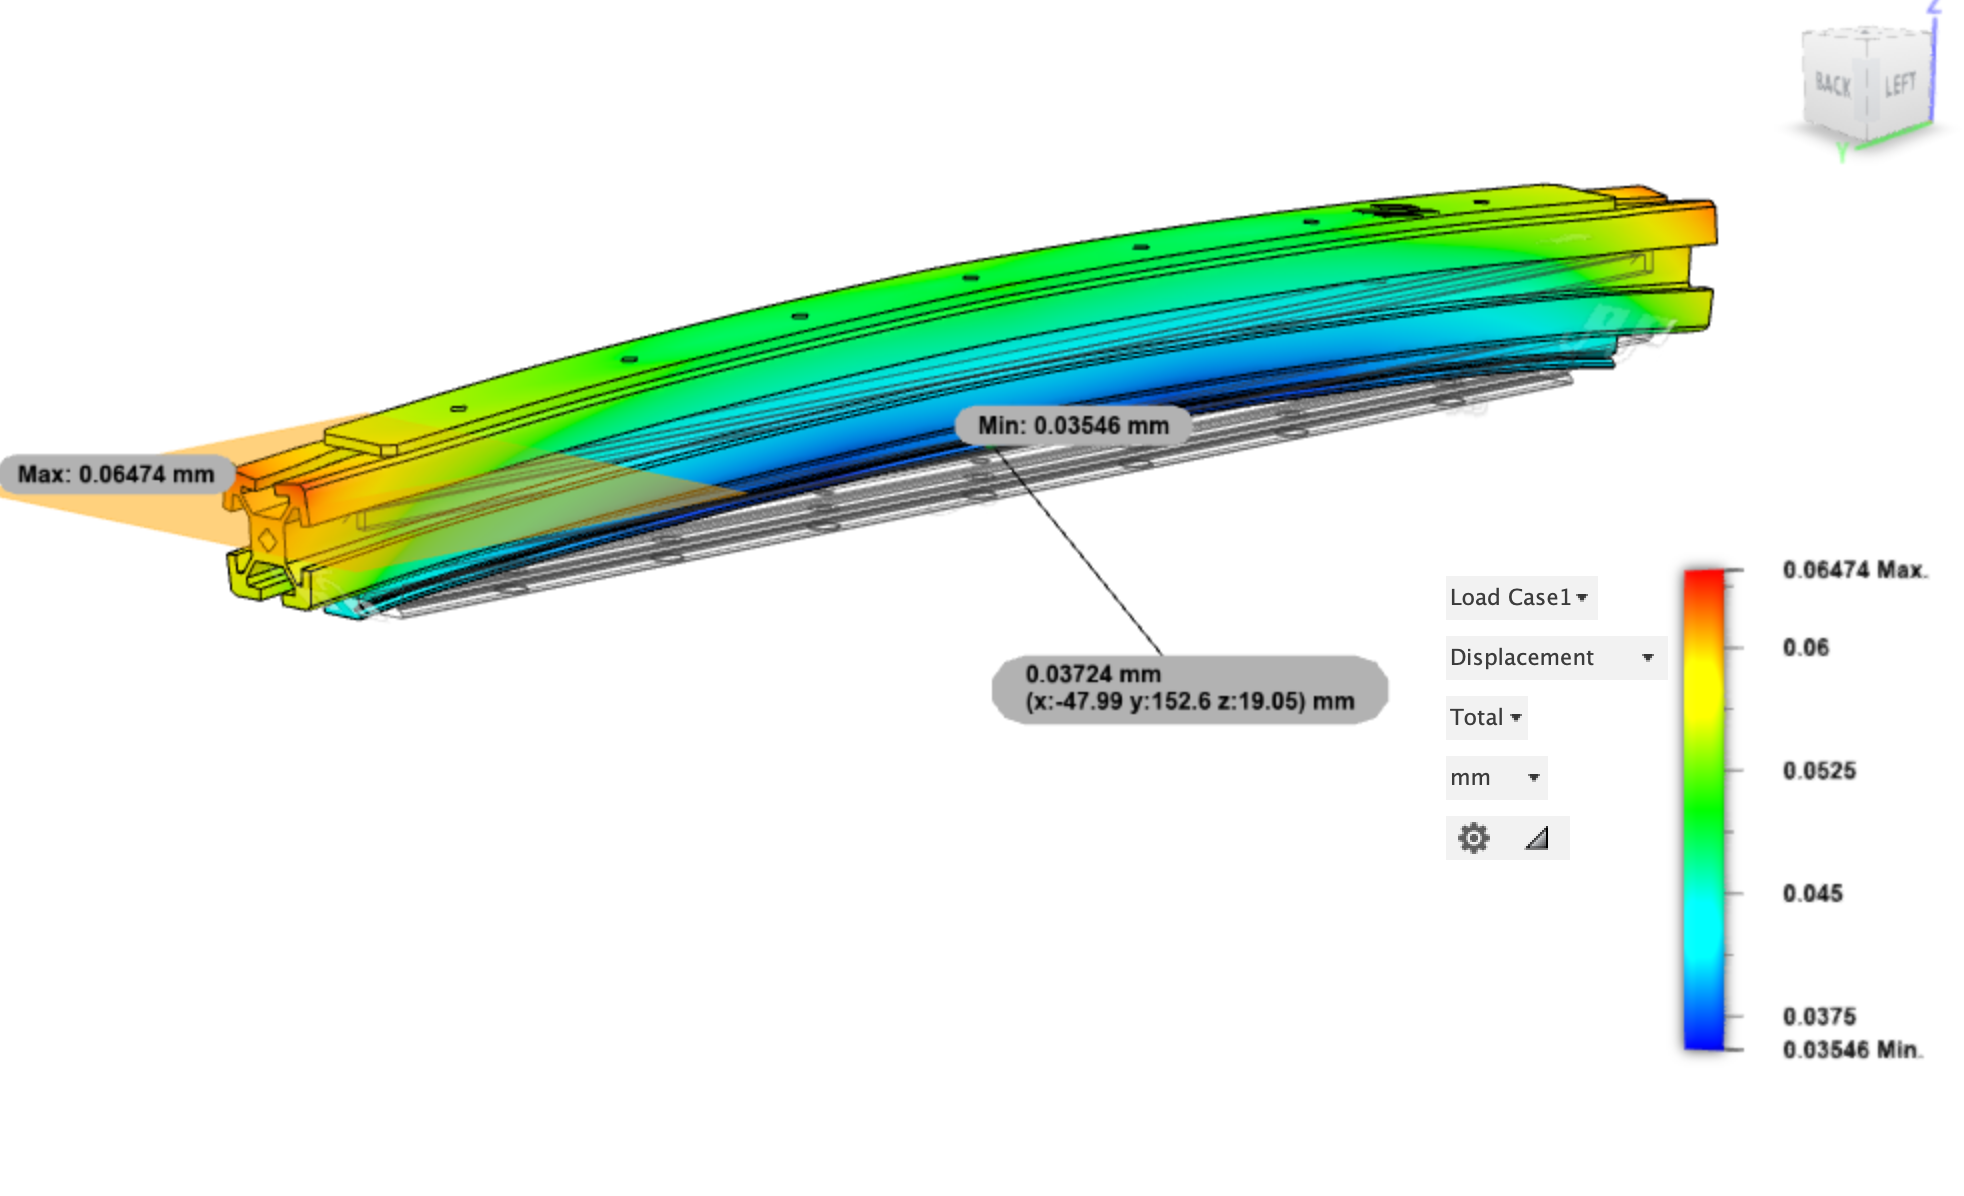 Z
BACK
LEFT
Y
Min: 0.03546 mm
Max: 0.06474 mm
0.03724 mm
(x:-47.99 y:152.6 z:19.05) mm
Load Case1
Displacement
Total
mm
0.06474 Max.
0.06
0.0525
0.045
0.0375
0.03546 Min.